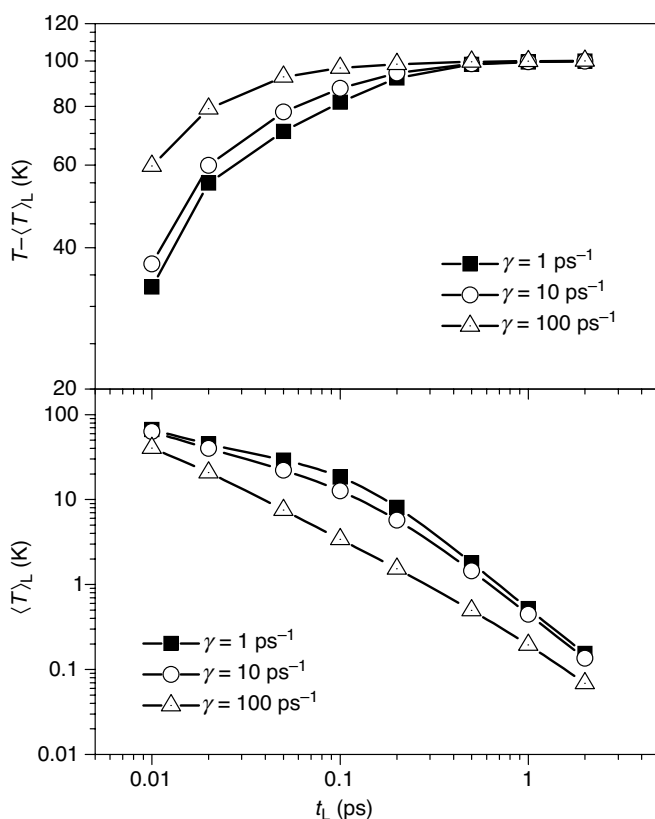 120
100
80
60
40
20
T–⟨T⟩L (K)
γ = 1 ps⁻¹
γ = 10 ps⁻¹
γ = 100 ps⁻¹
100
10
1
0.1
0.01
⟨T⟩L (K)
γ = 1 ps⁻¹
γ = 10 ps⁻¹
γ = 100 ps⁻¹
0.01 0.1 1
tL (ps)